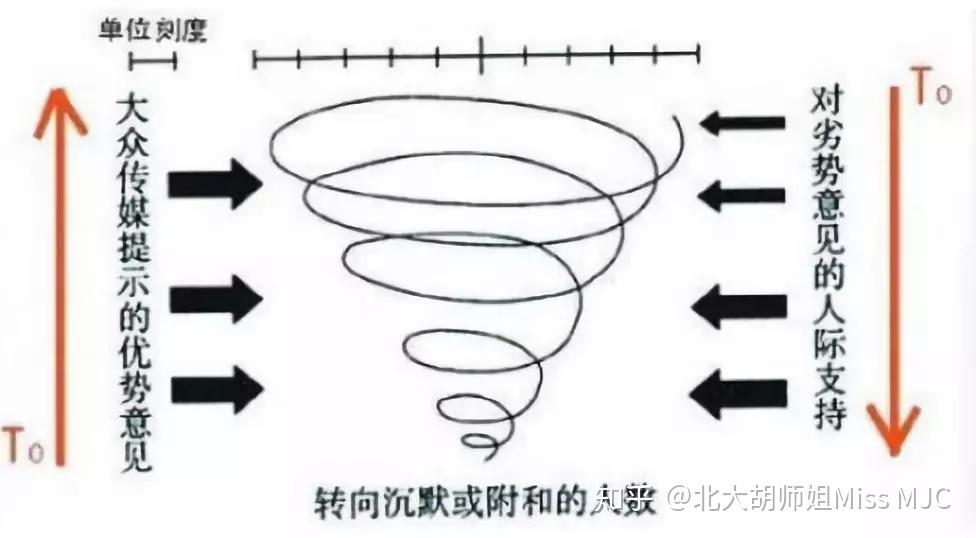 单位刻度
T₀
大众传媒提示的优势意见
对劣势意见的人际支持
T₀
转向沉默或附和的人数
知乎 @北大胡师姐Miss MJC